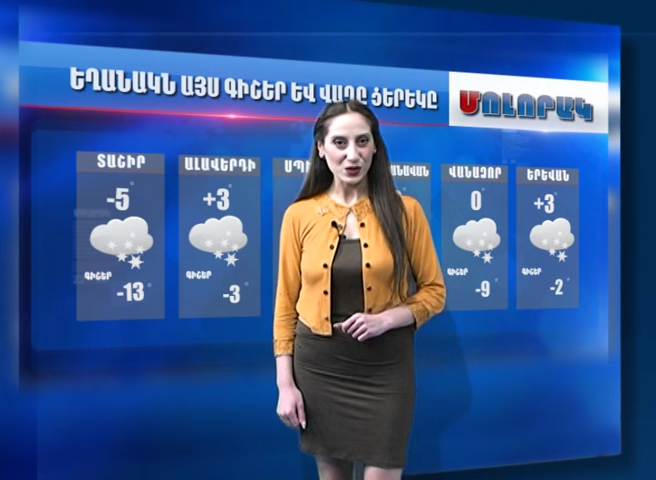 ԵՂԱՆԱԿՆ ԱՅՍ ԳԻՇԵՐ ԵՎ ՎԱՂԸ ՑԵՐԵԿԸ
ՄՈԼՈՐԱԿ
ՏԱՇԻՐ ԱԼԱՎԵՐԴԻ ՎԱՆԱՁՈՐ ԵՐԵՎԱՆ
-5° +3° 0° +3°
ԳԻՇԵՐ ԳԻՇԵՐ ԳԻՇԵՐ ԳԻՇԵՐ
-13° -3° -9° -2°